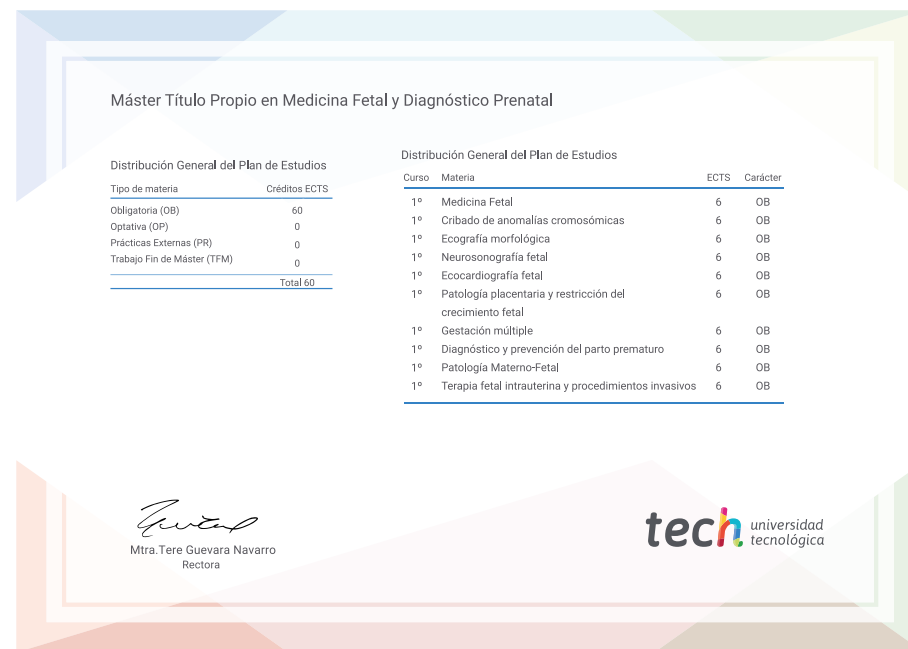 Máster Título Propio en Medicina Fetal y Diagnóstico Prenatal
Distribución General del Plan de Estudios
Tipo de materia Créditos ECTS
Obligatoria (OB) 60
Optativa (OP) 0
Prácticas Externas (PR) 0
Trabajo Fin de Máster (TFM) 0
Total 60
Distribución General del Plan de Estudios
Curso Materia ECTS Carácter
1º Medicina Fetal 6 OB
1º Cribado de anomalías cromosómicas 6 OB
1º Ecografía morfológica 6 OB
1º Neurosonografía fetal 6 OB
1º Ecocardiografía fetal 6 OB
1º Patología placentaria y restricción del 6 OB
crecimiento fetal
1º Gestación múltiple 6 OB
1º Diagnóstico y prevención del parto prematuro 6 OB
1º Patología Materno-Fetal 6 OB
1º Terapia fetal intrauterina y procedimientos invasivos 6 OB
Mtra.Tere Guevara Navarro
Rectora
tech universidad
tecnológica